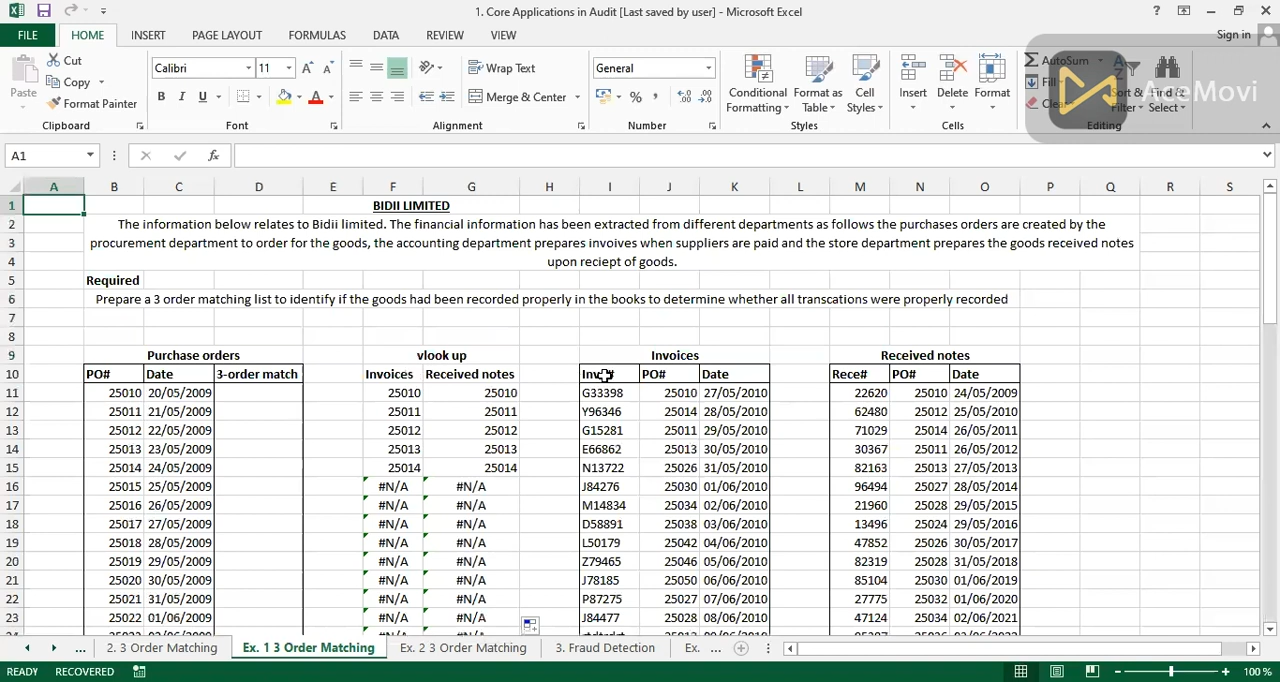 1. Core Applications in Audit [Last saved by user] - Microsoft Excel
?
Sign in
FILE HOME INSERT PAGE LAYOUT FORMULAS DATA REVIEW VIEW
Paste
Cut
Copy
Format Painter
Clipboard
Calibri 11
B I U
Font
Wrap Text
Merge & Center
Alignment
General
%
Number
Conditional Formatting
Format as Table
Cell Styles
Styles
Insert Delete Format
Cells
AutoSum
Fill
Clear
Sort & Filter
Find & Select
Editing
AceMovi
A1
fx
A B C D E F G H I J K L M N O P Q R S
1 BIDII LIMITED
2 The information below relates to Bidii limited. The financial information has been extracted from different departments as follows the purchases orders are created by the
3 procurement department to order for the goods, the accounting department prepares invoives when suppliers are paid and the store department prepares the goods received notes
4 upon reciept of goods.
5 Required
6 Prepare a 3 order matching list to identify if the goods had been recorded properly in the books to determine whether all transcations were properly recorded
7
8
9 Purchase orders vlook up Invoices Received notes
10 PO# Date 3-order match Invoices Received notes Inv# PO# Date Rece# PO# Date
11 25010 20/05/2009 25010 25010 G33398 25010 27/05/2010 22620 25010 24/05/2009
12 25011 21/05/2009 25011 25011 Y96346 25014 28/05/2010 62480 25012 25/05/2010
13 25012 22/05/2009 25012 25012 G15281 25011 29/05/2010 71029 25014 26/05/2011
14 25013 23/05/2009 25013 25013 E66862 25013 30/05/2010 30367 25011 26/05/2012
15 25014 24/05/2009 25014 25014 N13722 25026 31/05/2010 82163 25013 27/05/2013
16 25015 25/05/2009 #N/A #N/A J84276 25030 01/06/2010 96494 25027 28/05/2014
17 25016 26/05/2009 #N/A #N/A M14834 25034 02/06/2010 21960 25028 29/05/2015
18 25017 27/05/2009 #N/A #N/A D58891 25038 03/06/2010 13496 25024 29/05/2016
19 25018 28/05/2009 #N/A #N/A L50179 25042 04/06/2010 47852 25026 30/05/2017
20 25019 29/05/2009 #N/A #N/A Z79465 25046 05/06/2010 82319 25028 31/05/2018
21 25020 30/05/2009 #N/A #N/A J78185 25050 06/06/2010 85104 25030 01/06/2019
22 25021 31/05/2009 #N/A #N/A P87275 25027 07/06/2010 27775 25032 01/06/2020
23 25022 01/06/2009 #N/A #N/A J84477 25028 08/06/2010 47124 25034 02/06/2021
... 2. 3 Order Matching Ex. 1 3 Order Matching Ex. 2 3 Order Matching 3. Fraud Detection Ex. ...
READY RECOVERED 100 %